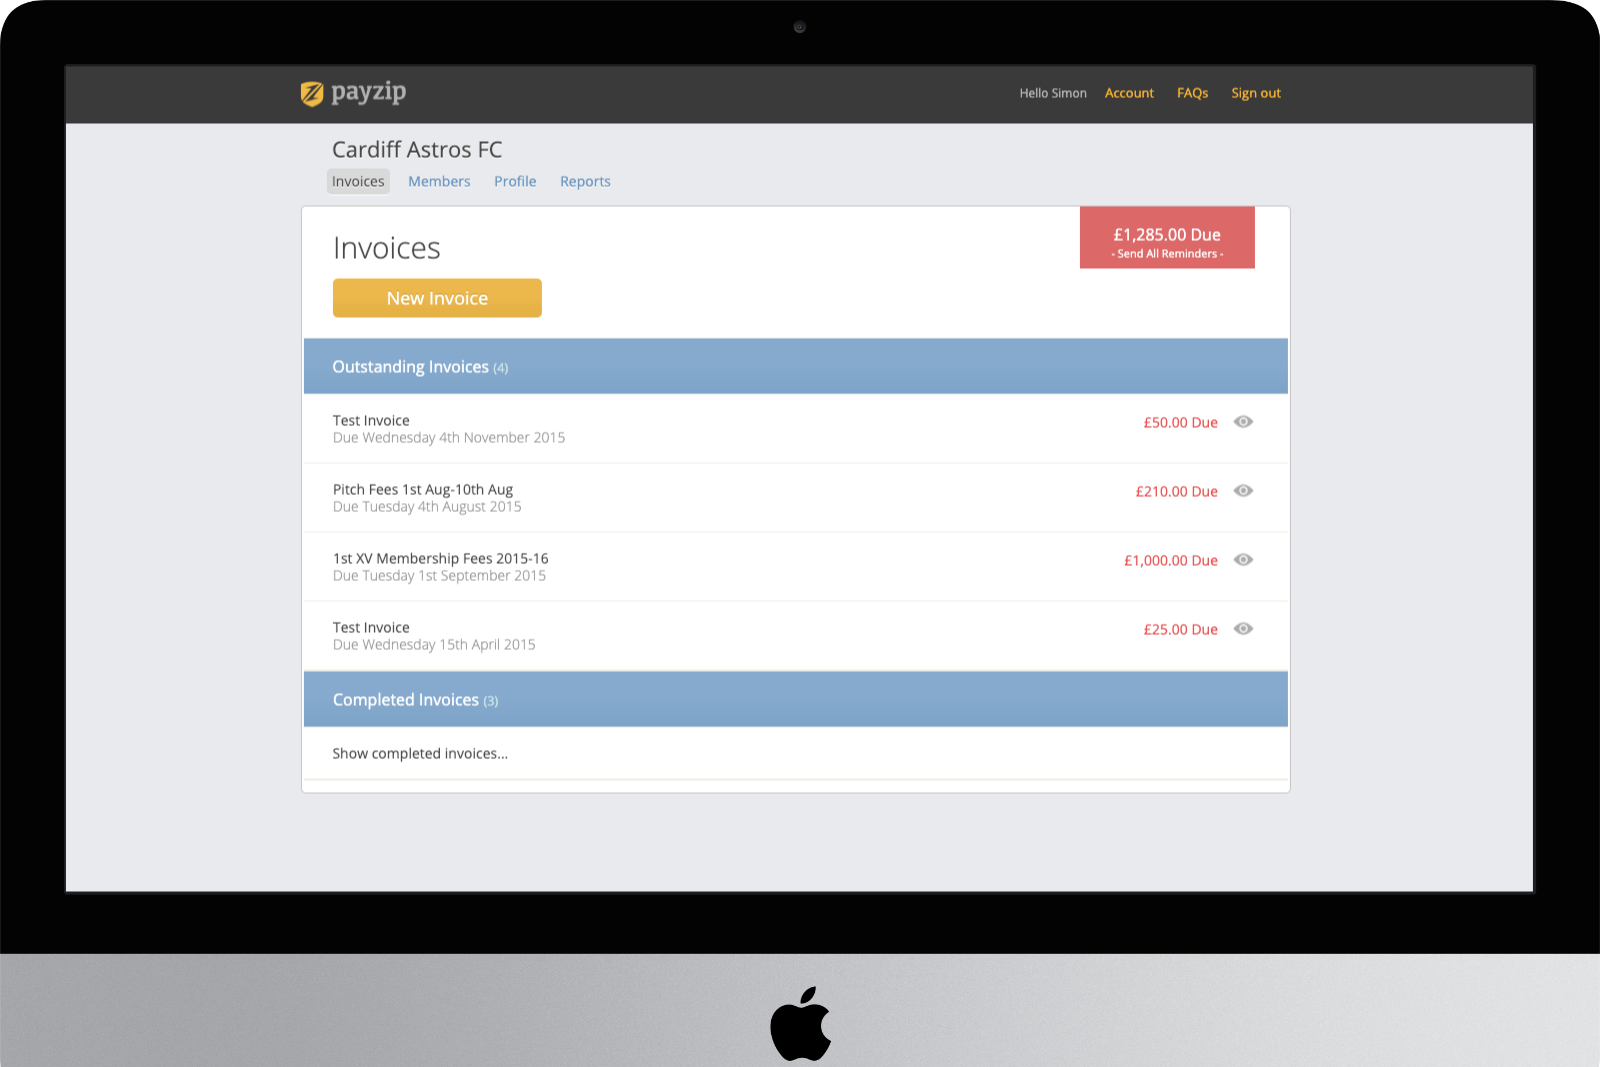 payzip
Hello Simon Account FAQs Sign out
Cardiff Astros FC
Invoices Members Profile Reports
£1,285.00 Due
- Send All Reminders -
Invoices
New Invoice
Outstanding Invoices (4)
Test Invoice
Due Wednesday 4th November 2015
£50.00 Due
Pitch Fees 1st Aug-10th Aug
Due Tuesday 4th August 2015
£210.00 Due
1st XV Membership Fees 2015-16
Due Tuesday 1st September 2015
£1,000.00 Due
Test Invoice
Due Wednesday 15th April 2015
£25.00 Due
Completed Invoices (3)
Show completed invoices...